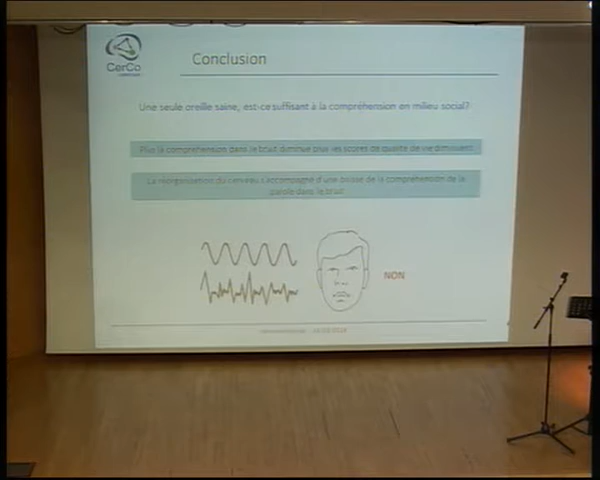 CerCo
Conclusion
Une seule oreille saine, est-ce suffisant à la compréhension en milieu social?
Plus la compréhension dans le bruit diminue plus les scores de qualité de vie diminuent
La réorganisation du cerveau s'accompagne d'une baisse de la compréhension de la
parole dans le bruit
NON